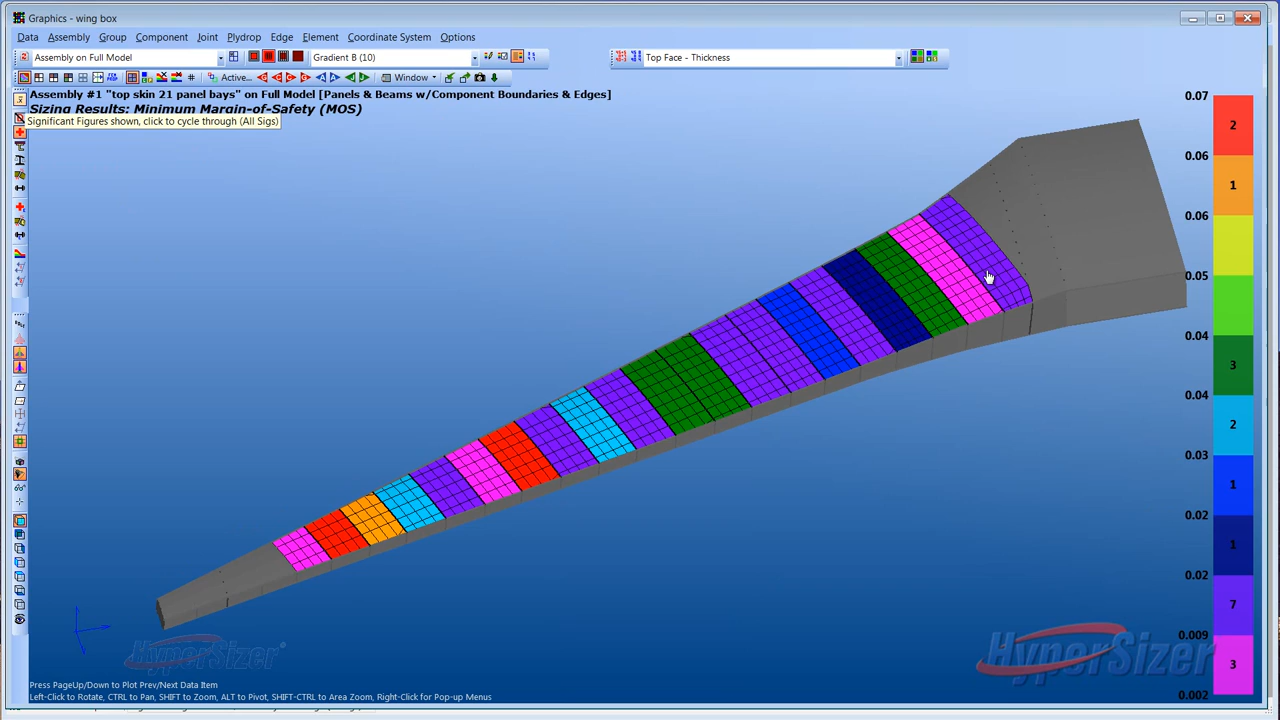 Graphics - wing box
Data Assembly Group Component Joint Plydrop Edge Element Coordinate System Options
Assembly on Full Model Gradient B (10) Top Face - Thickness
Active... Window
Assembly #1 "top skin 21 panel bays" on Full Model [Panels & Beams w/Component Boundaries & Edges]
Sizing Results: Minimum Margin-of-Safety (MOS)
Significant Figures shown, click to cycle through (All Sigs)
0.07
2
0.06
1
0.06
0.05
0.04
3
0.04
2
0.03
1
0.02
1
0.02
7
0.009
3
0.002
HyperSizer
HyperSizer
Press PageUp/Down to Plot Prev/Next Data Item
Left-Click to Rotate, CTRL to Pan, SHIFT to Zoom, ALT to Pivot, SHIFT-CTRL to Area Zoom, Right-Click for Pop-up Menus